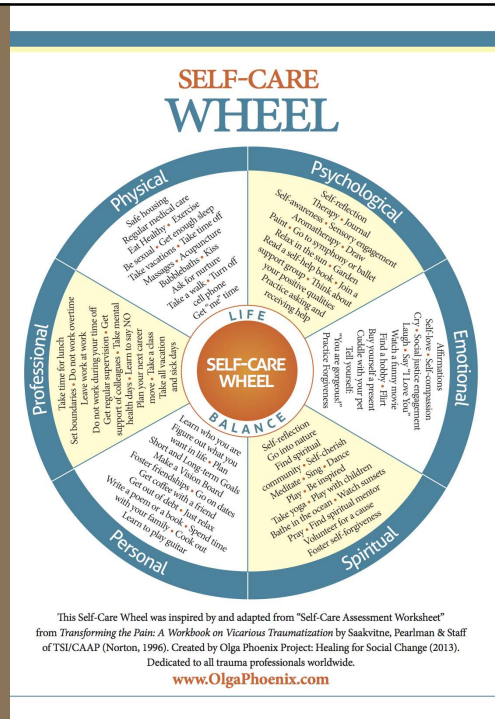 SELF-CARE
WHEEL
Physical
Safe housing
Regular medical care
Eat Healthy • Exercise
Be sexual • Get enough sleep
Take vacations • Take time off
Massages • Acupuncture
Bubblebaths • Kiss
Ask for nurture
Take a walk • Turn off
cell phone
Get "me" time
Psychological
Self-reflection
Therapy • Journal
Self-awareness • Sensory engagement
Aromatherapy • Draw
Paint • Go to symphony or ballet
Relax in the sun • Garden
Read a self-help book • Join a
support group • Think about
your positive qualities
Practice asking and
receiving help
Emotional
Affirmations
Self-love • Self-compassion
Cry • Social justice engagement
Laugh • Say "I Love You"
Watch a funny movie
Find a hobby • Flirt
Buy yourself a present
Cuddle with your pet
Tell yourself:
"You are gorgeous!"
Practice Forgiveness
Spiritual
Self-reflection
Go into nature
Find spiritual
community • Self-cherish
Meditate • Sing • Dance
Play • Be inspired
Take yoga • Play with children
Bathe in the ocean • Watch sunsets
Pray • Find spiritual mentor
Volunteer for a cause
Foster self-forgiveness
Personal
Learn who you are
Figure out what you
want in life • Plan
Short and Long-term Goals
Make a Vision Board
Foster friendships • Go on dates
Get coffee with a friend
Get out of debt • Just relax
Write a poem or a book • Spend time
with your family • Cook out
Learn to play guitar
Professional
Take time for lunch
Set boundaries • Do not work overtime
Leave work at work
Do not work during your time off
Get regular supervision • Get
support of colleagues • Take mental
health days • Learn to say NO
Plan your next career
move • Take a class
Take all vacation
and sick days
LIFE
SELF-CARE
WHEEL
BALANCE
This Self-Care Wheel was inspired by and adapted from "Self-Care Assessment Worksheet"
from Transforming the Pain: A Workbook on Vicarious Traumatization by Saakvitne, Pearlman & Staff
of TSI/CAAP (Norton, 1996). Created by Olga Phoenix Project: Healing for Social Change (2013).
Dedicated to all trauma professionals worldwide.
www.OlgaPhoenix.com